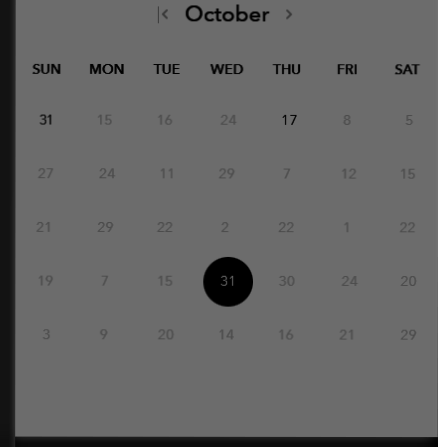 |< October >
SUN MON TUE WED THU FRI SAT
31 15 16 24 17 8 5
27 24 11 29 7 12 15
21 29 22 2 22 1 22
19 7 15 31 30 24 20
3 9 20 14 16 21 29